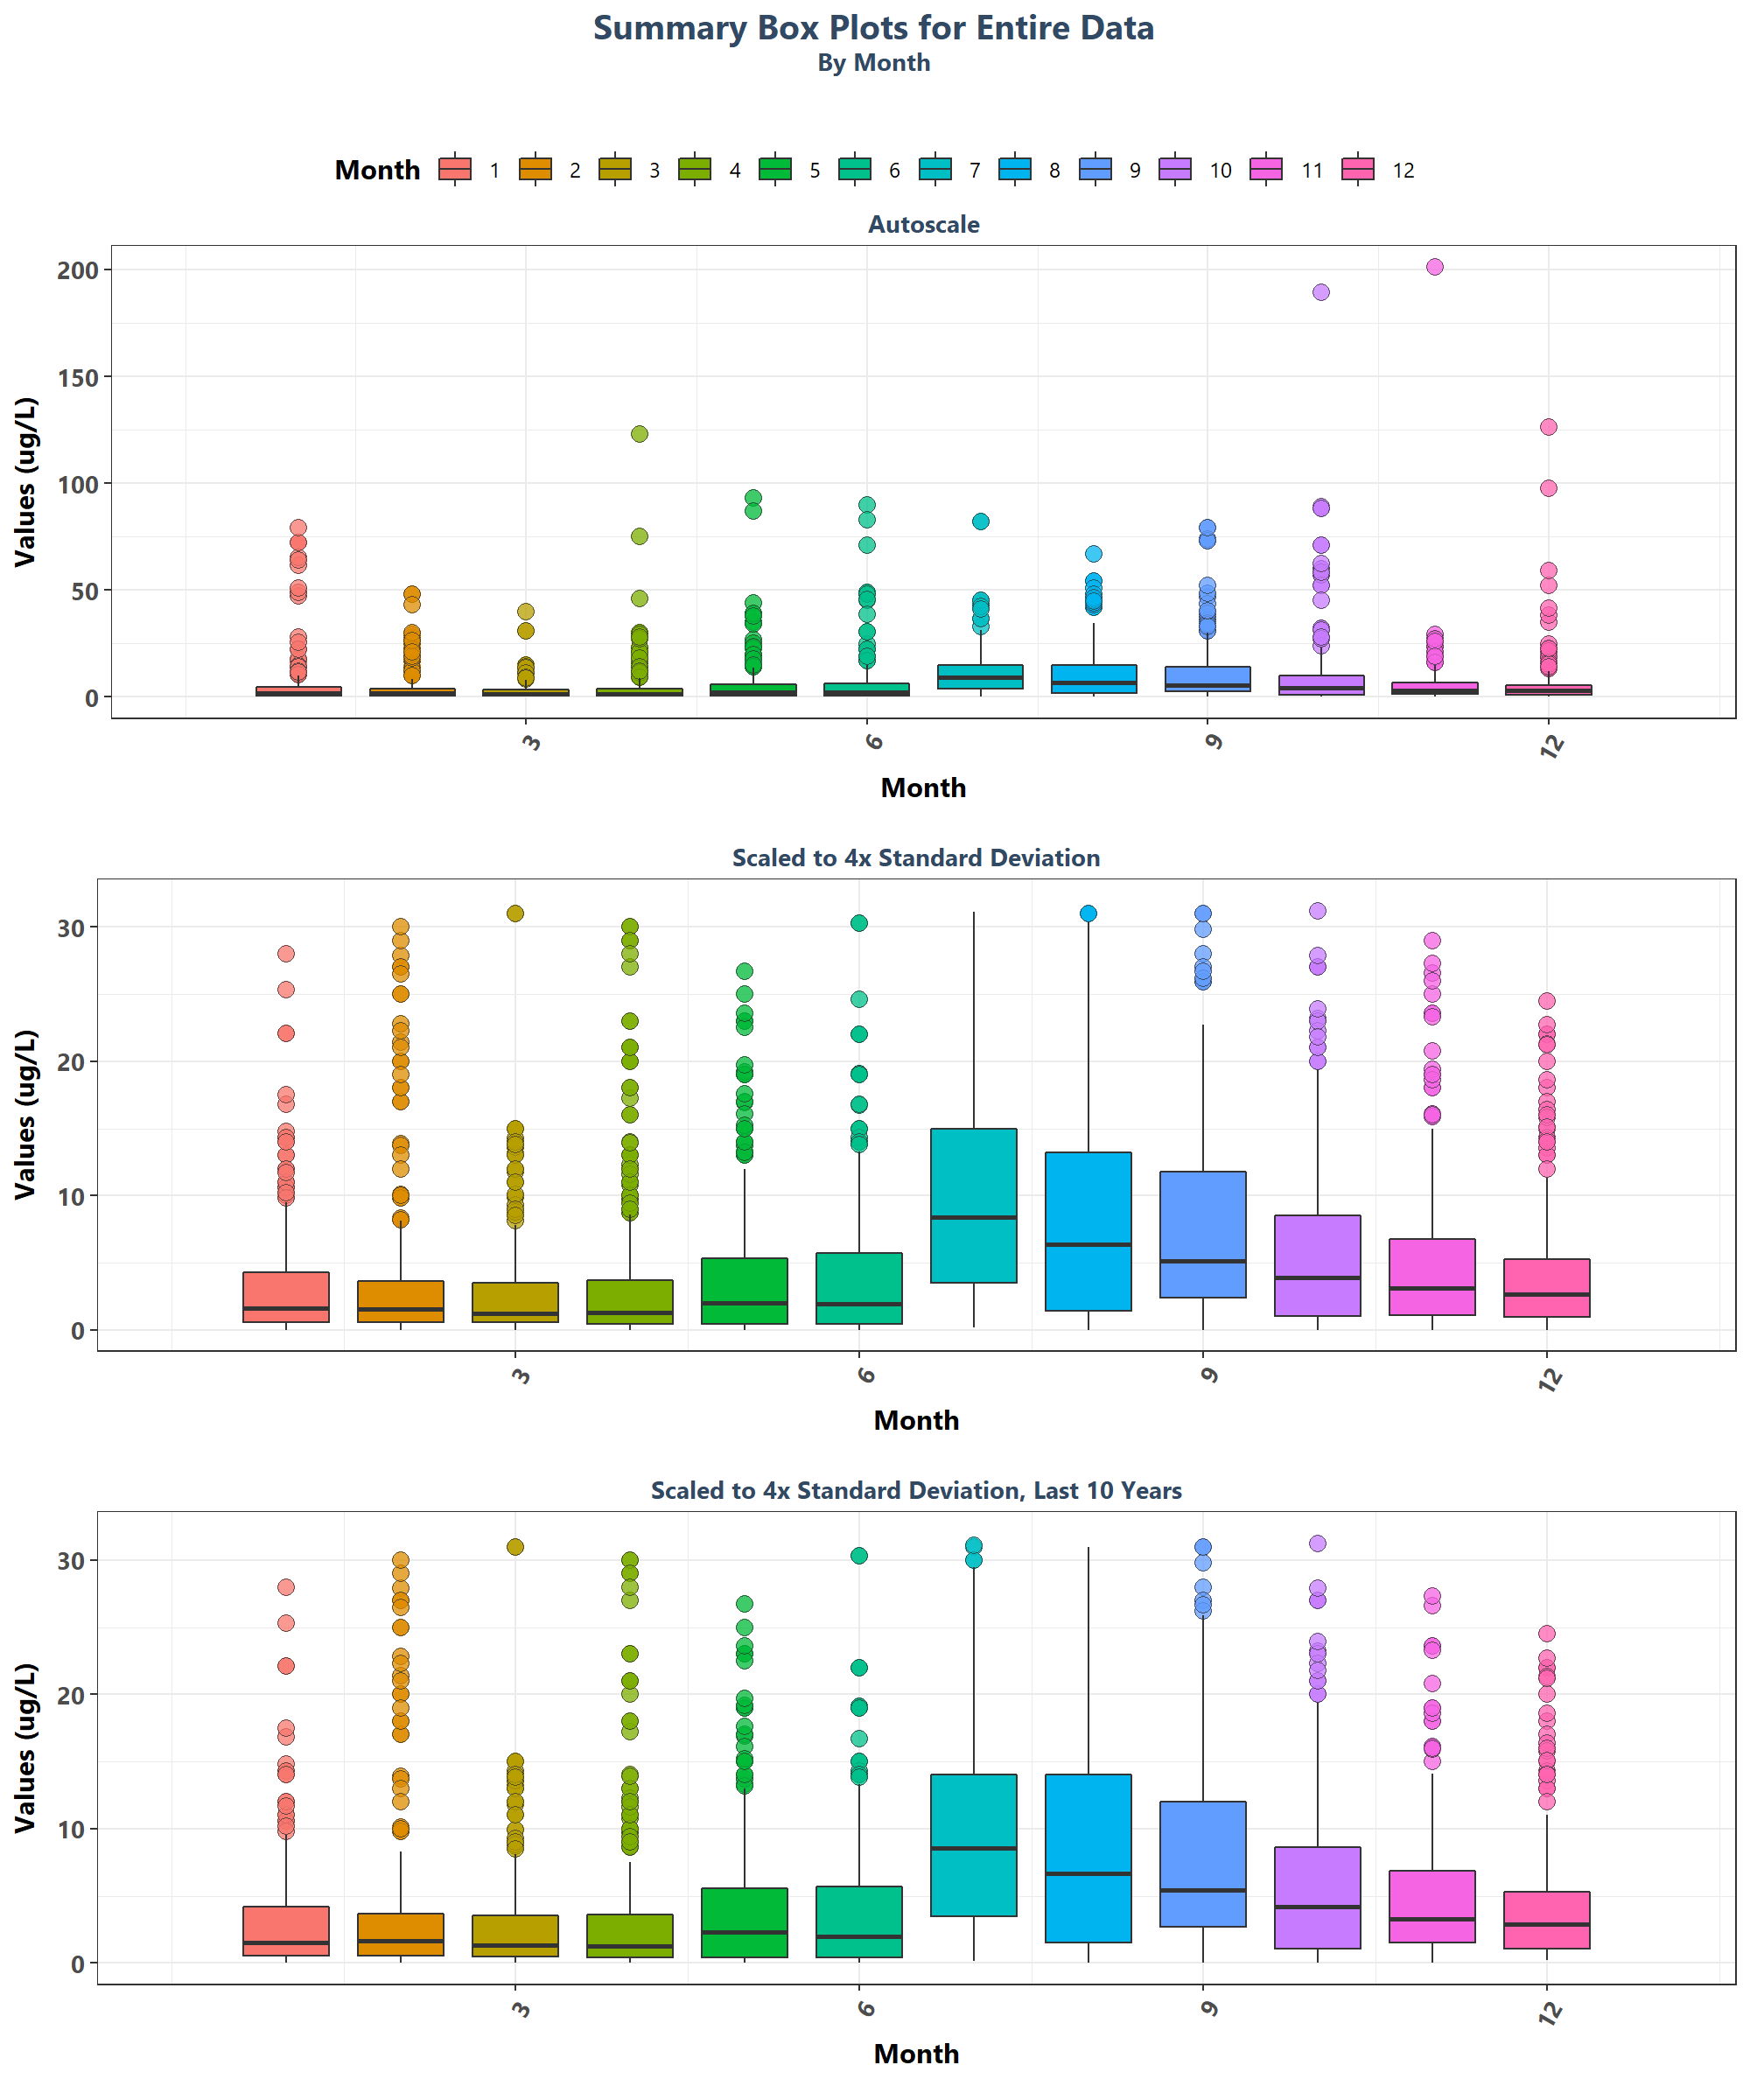 Summary Box Plots for Entire Data
By Month
Month 1 2 3 4 5 6 7 8 9 10 11 12
Autoscale
Values (ug/L)
200
150
100
50
0
3 6 9 12
Month
Scaled to 4x Standard Deviation
Values (ug/L)
30
20
10
0
3 6 9 12
Month
Scaled to 4x Standard Deviation, Last 10 Years
Values (ug/L)
30
20
10
0
3 6 9 12
Month